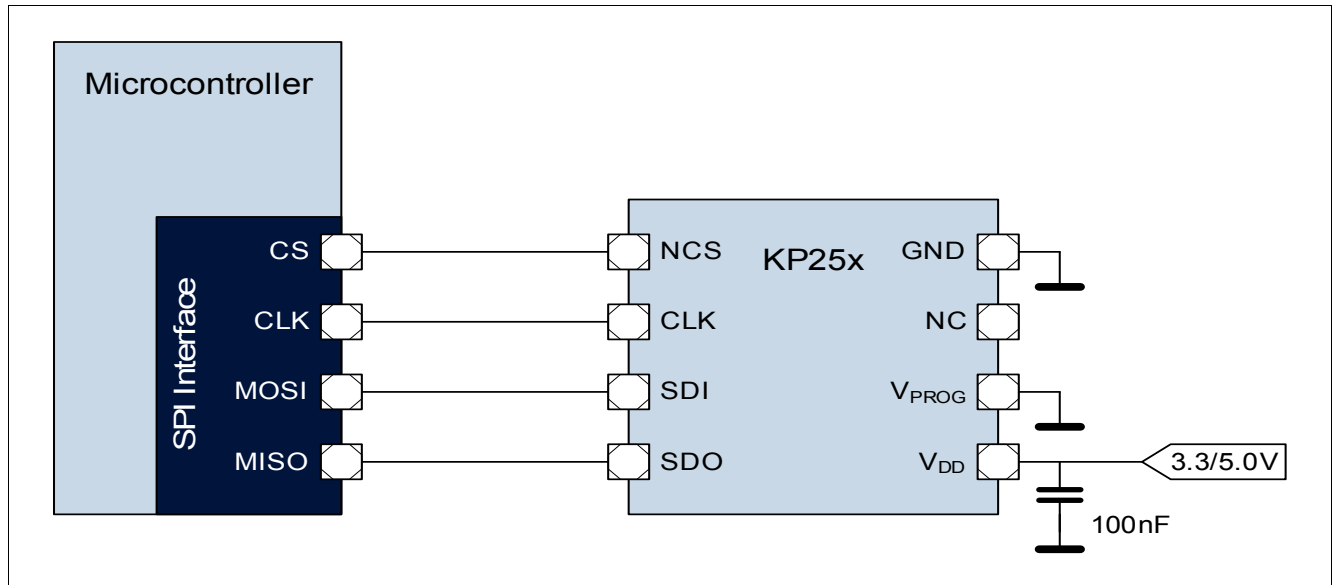 Microcontroller
SPI Interface
CS
CLK
MOSI
MISO
KP25x
NCS
CLK
SDI
SDO
GND
NC
VPROG
VDD
3.3/5.0V
100nF